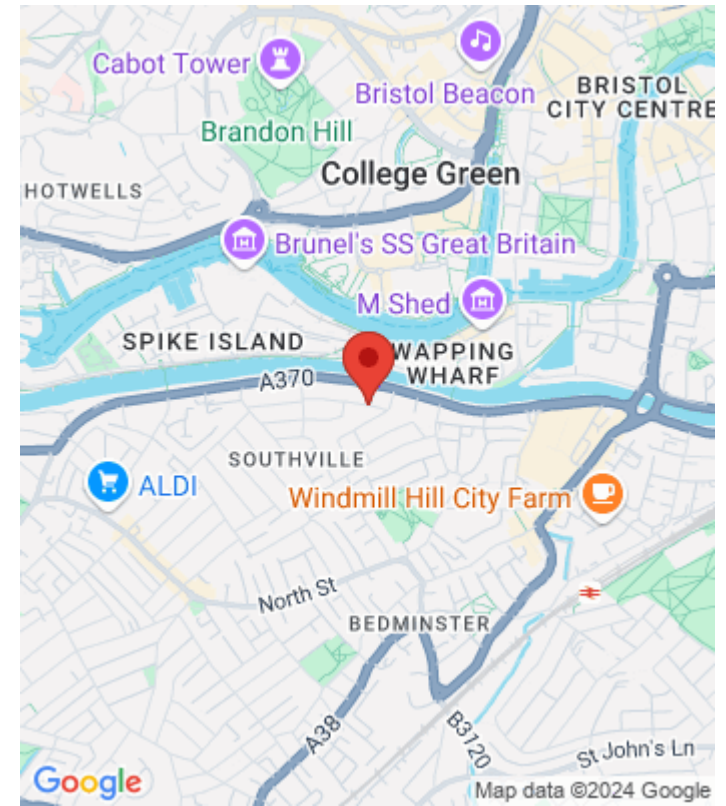 Cabot Tower
Bristol Beacon
BRISTOL
CITY CENTRE
Brandon Hill
College Green
HOTWELLS
Brunel's SS Great Britain
M Shed
SPIKE ISLAND
WAPPING
WHARF
A370
SOUTHVILLE
ALDI
Windmill Hill City Farm
North St
BEDMINSTER
A38
B3120
St John's Ln
Google
Map data ©2024 Google